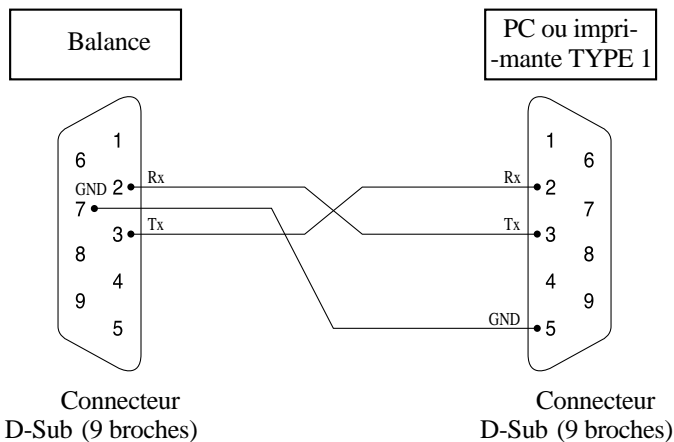 Balance
PC ou impri-
-mante TYPE 1
1
6
Rx
GND 2
7
Tx
3
8
4
9
5
1
6
Rx
2
7
Tx
3
8
4
9
GND
5
Connecteur
D-Sub (9 broches)
Connecteur
D-Sub (9 broches)